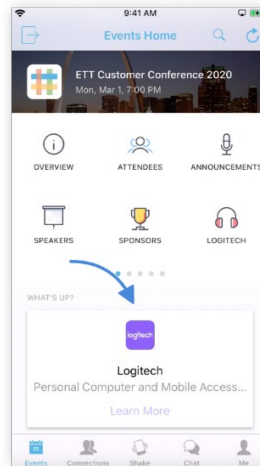 9:41 AM
Events Home
ETT Customer Conference 2020
Mon, Mar 1, 7:00 PM
OVERVIEW
ATTENDEES
ANNOUNCEMENTS
SPEAKERS
SPONSORS
LOGITECH
WHAT'S UP?
logitech
Logitech
Personal Computer and Mobile Access...
Learn More
31
Events
Connections
Shake
Chat
Me